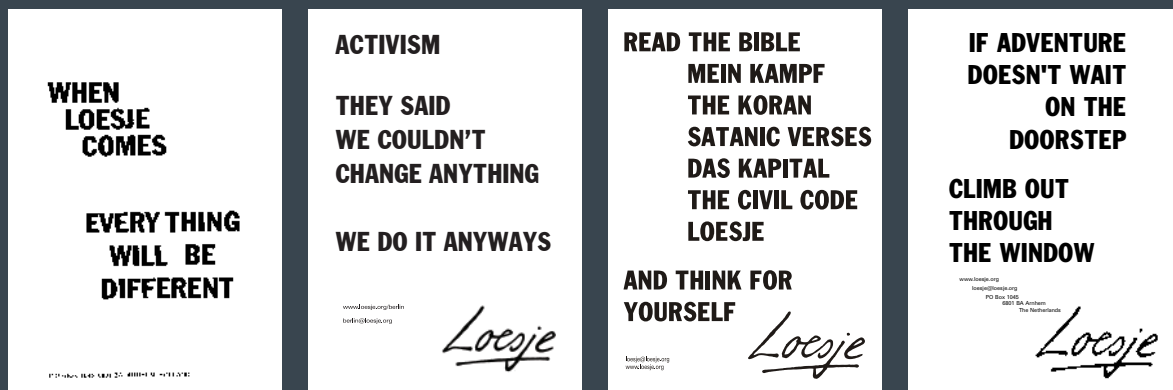 WHEN
LOESJE
COMES
EVERY THING
WILL BE
DIFFERENT
ACTIVISM
THEY SAID
WE COULDN'T
CHANGE ANYTHING
WE DO IT ANYWAYS
www.loesje.org/berlin
berlin@loesje.org
Loesje
READ THE BIBLE
MEIN KAMPF
THE KORAN
SATANIC VERSES
DAS KAPITAL
THE CIVIL CODE
LOESJE
AND THINK FOR
YOURSELF
loesje@loesje.org
www.loesje.org
Loesje
IF ADVENTURE
DOESN'T WAIT
ON THE
DOORSTEP
CLIMB OUT
THROUGH
THE WINDOW
www.loesje.org
loesje@loesje.org
PO Box 1045
6801 BA Arnhem
The Netherlands
Loesje